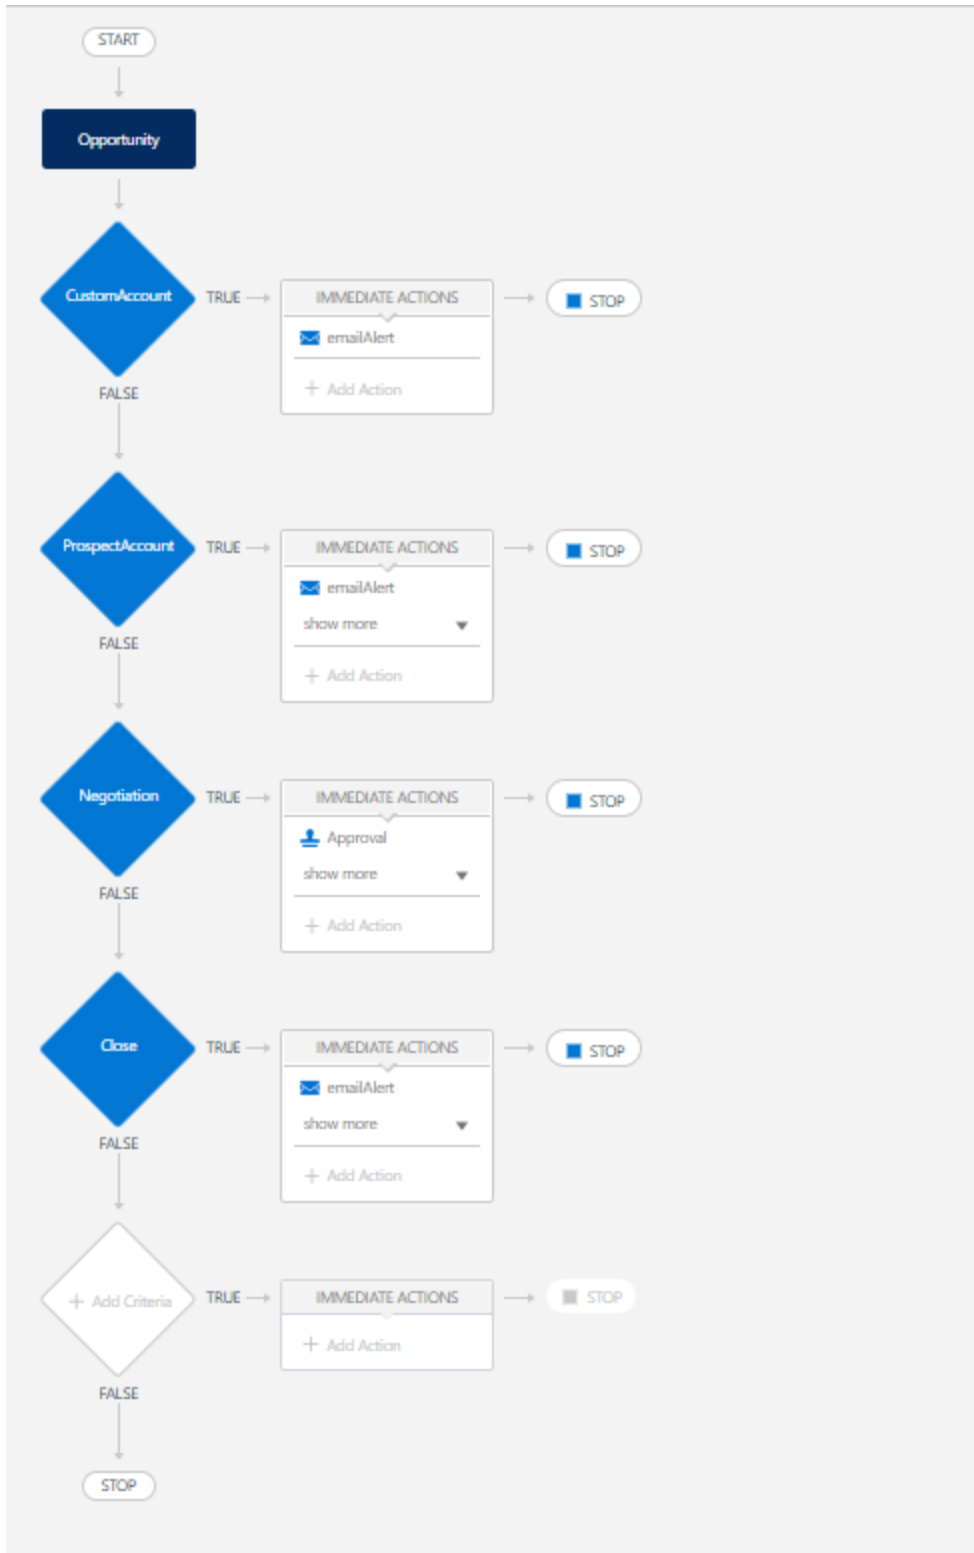 START
Opportunity
CustomAccount
TRUE
IMMEDIATE ACTIONS
STOP
emailAlert
+ Add Action
FALSE
ProspectAccount
TRUE
IMMEDIATE ACTIONS
STOP
emailAlert
show more
+ Add Action
FALSE
Negotiation
TRUE
IMMEDIATE ACTIONS
STOP
Approval
show more
+ Add Action
FALSE
Close
TRUE
IMMEDIATE ACTIONS
STOP
emailAlert
show more
+ Add Action
FALSE
+ Add Criteria
TRUE
IMMEDIATE ACTIONS
STOP
+ Add Action
FALSE
STOP